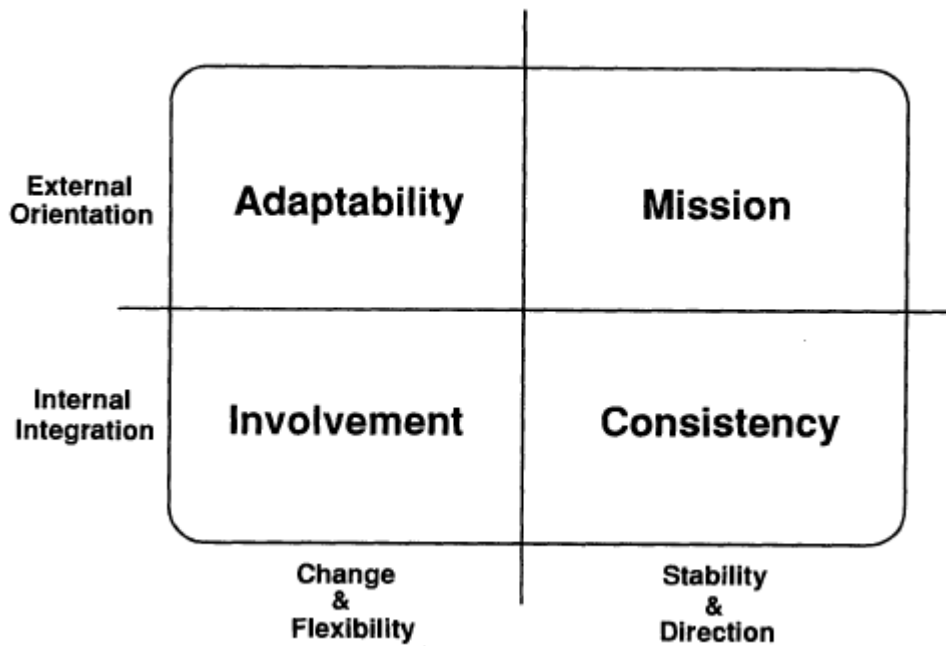 External
Orientation
Adaptability
Mission
Internal
Integration
Involvement
Consistency
Change
&
Flexibility
Stability
&
Direction